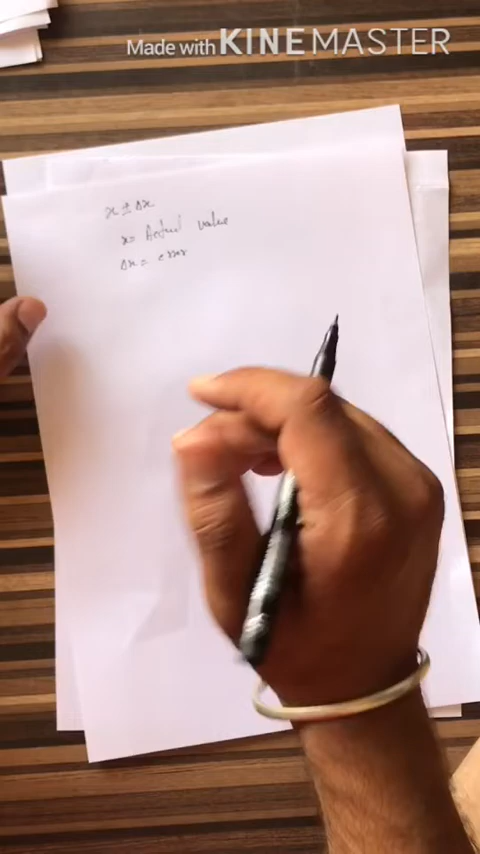 Made with KINEMASTER
x ± Δx
x = Actual value
Δx = error